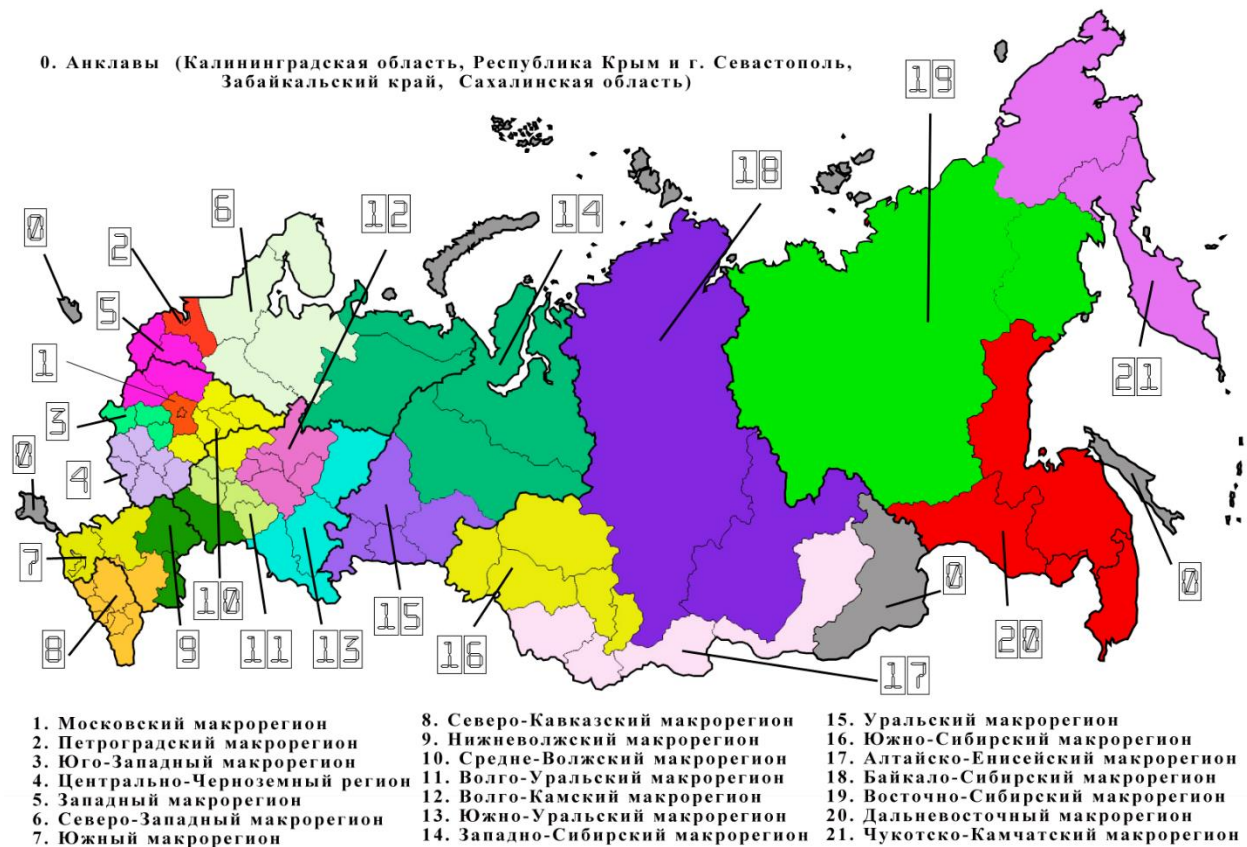 0. Анклавы (Калининградская область, Республика Крым и г. Севастополь,
Забайкальский край, Сахалинская область)
19
18
6
12
14
0
2
5
1
21
3
0
4
7
10
15
0
0
8
9
11
13
16
20
17
1. Московский макрорегион
2. Петроградский макрорегион
3. Юго-Западный макрорегион
4. Центрально-Черноземный регион
5. Западный макрорегион
6. Северо-Западный макрорегион
7. Южный макрорегион
8. Северо-Кавказский макрорегион
9. Нижневолжский макрорегион
10. Средне-Волжский макрорегион
11. Волго-Уральский макрорегион
12. Волго-Камский макрорегион
13. Южно-Уральский макрорегион
14. Западно-Сибирский макрорегион
15. Уральский макрорегион
16. Южно-Сибирский макрорегион
17. Алтайско-Енисейский макрорегион
18. Байкало-Сибирский макрорегион
19. Восточно-Сибирский макрорегион
20. Дальневосточный макрорегион
21. Чукотско-Камчатский макрорегион